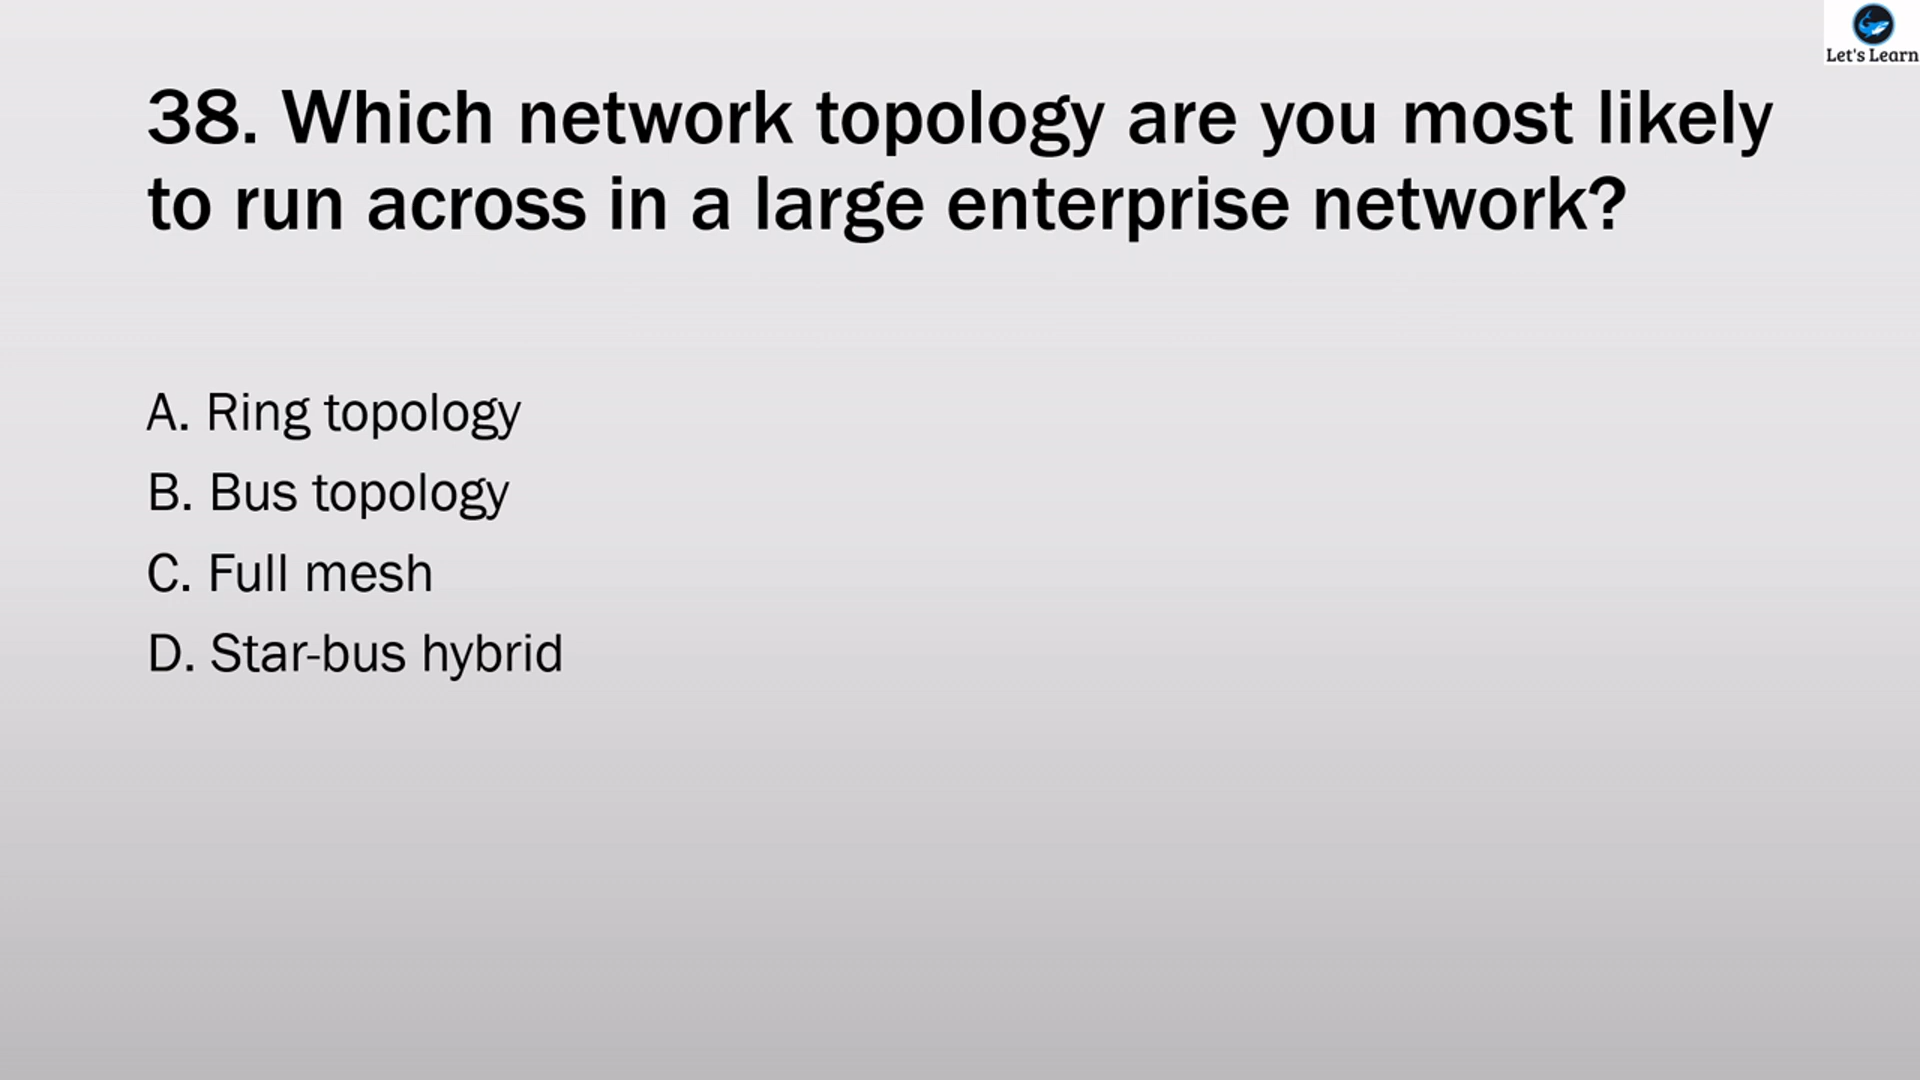 Let's Learn
38. Which network topology are you most likely
to run across in a large enterprise network?
A. Ring topology
B. Bus topology
C. Full mesh
D. Star-bus hybrid